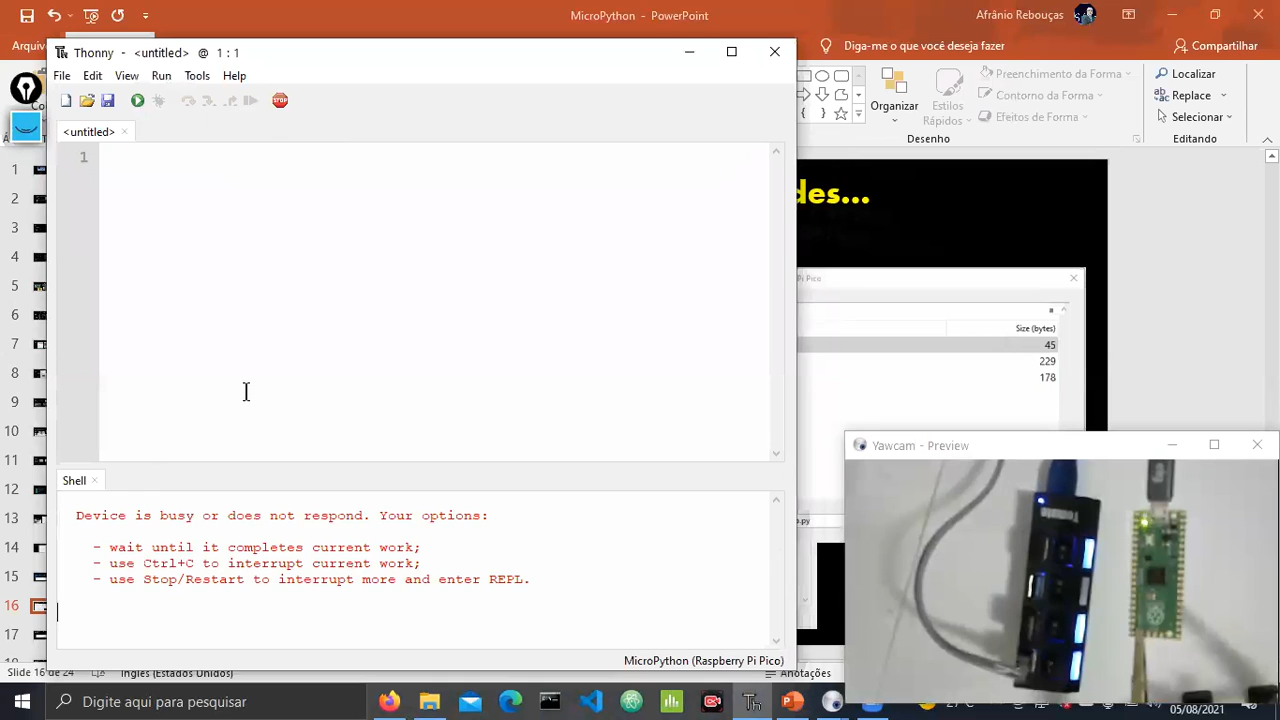 MicroPython - PowerPoint
Afrânio Rebouças
Arquivo
Diga-me o que você deseja fazer
Compartilhar
Thonny - <untitled> @ 1 : 1
File Edit View Run Tools Help
STOP
<untitled>
1
Organizar
Estilos
Rápidos
Preenchimento da Forma
Contorno da Forma
Efeitos de Forma
Desenho
Localizar
Replace
Selecionar
Editando
1
2
3
4
5
6
7
8
9
10
11
12
13
14
15
16
17
des...
Pi Pico
Size (bytes)
45
229
178
Shell
Device is busy or does not respond. Your options:
- wait until it completes current work;
- use Ctrl+C to interrupt current work;
- use Stop/Restart to interrupt more and enter REPL.
MicroPython (Raspberry Pi Pico)
Yawcam - Preview
Slide 16 de 24
Inglês (Estados Unidos)
Anotações
Digite aqui para pesquisar
05/08/2021